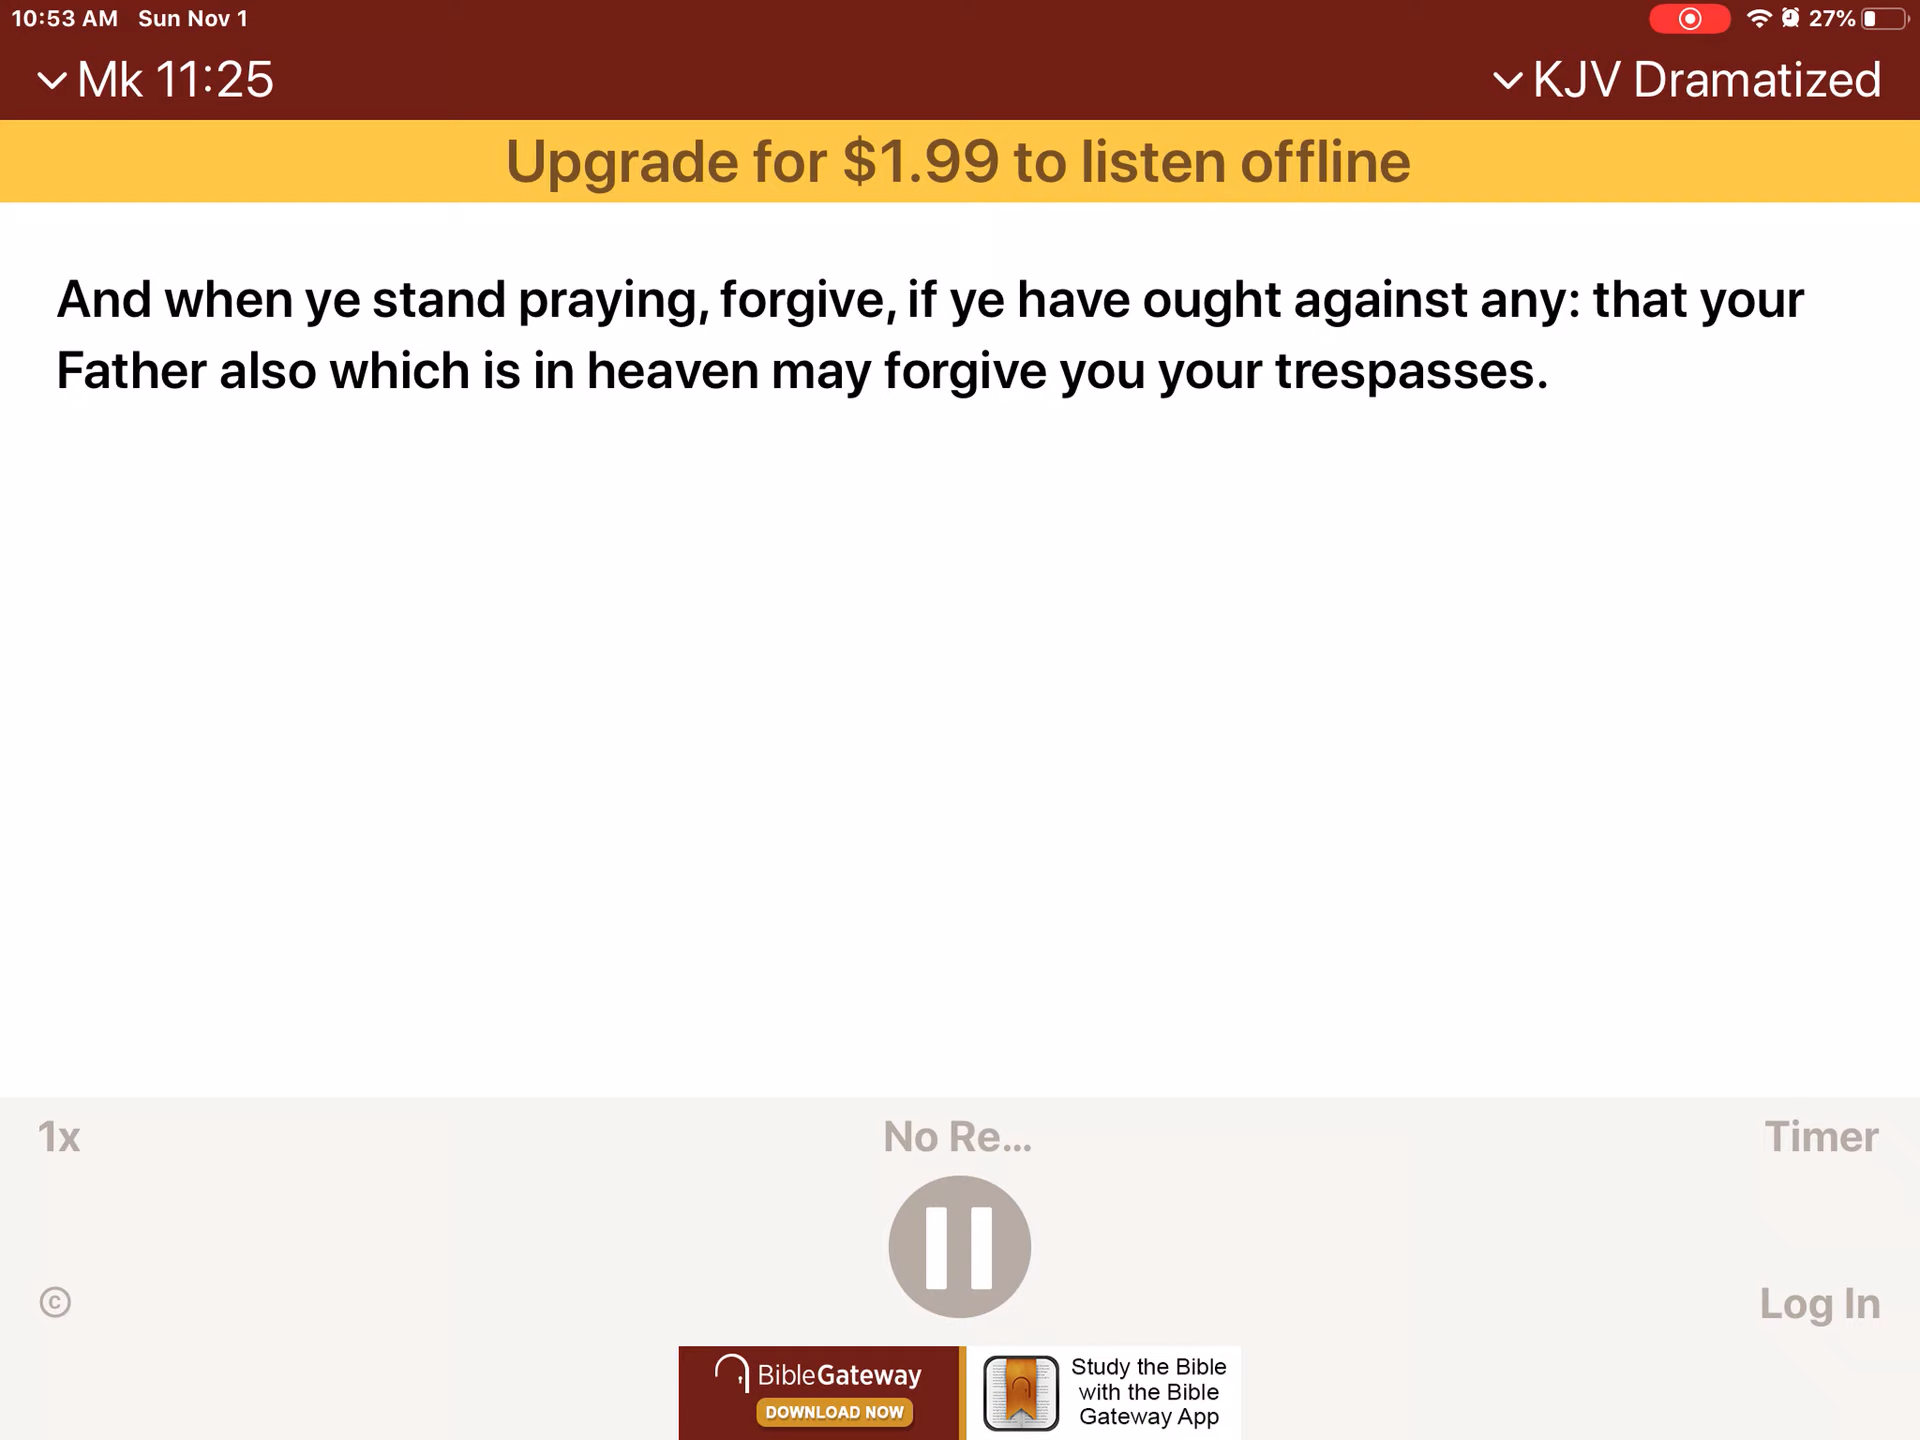 10:53 AM Sun Nov 1
27%
Mk 11:25
KJV Dramatized
Upgrade for $1.99 to listen offline
And when ye stand praying, forgive, if ye have ought against any: that your
Father also which is in heaven may forgive you your trespasses.
1x
No Re...
Timer
©
Log In
BibleGateway
DOWNLOAD NOW
Study the Bible
with the Bible
Gateway App